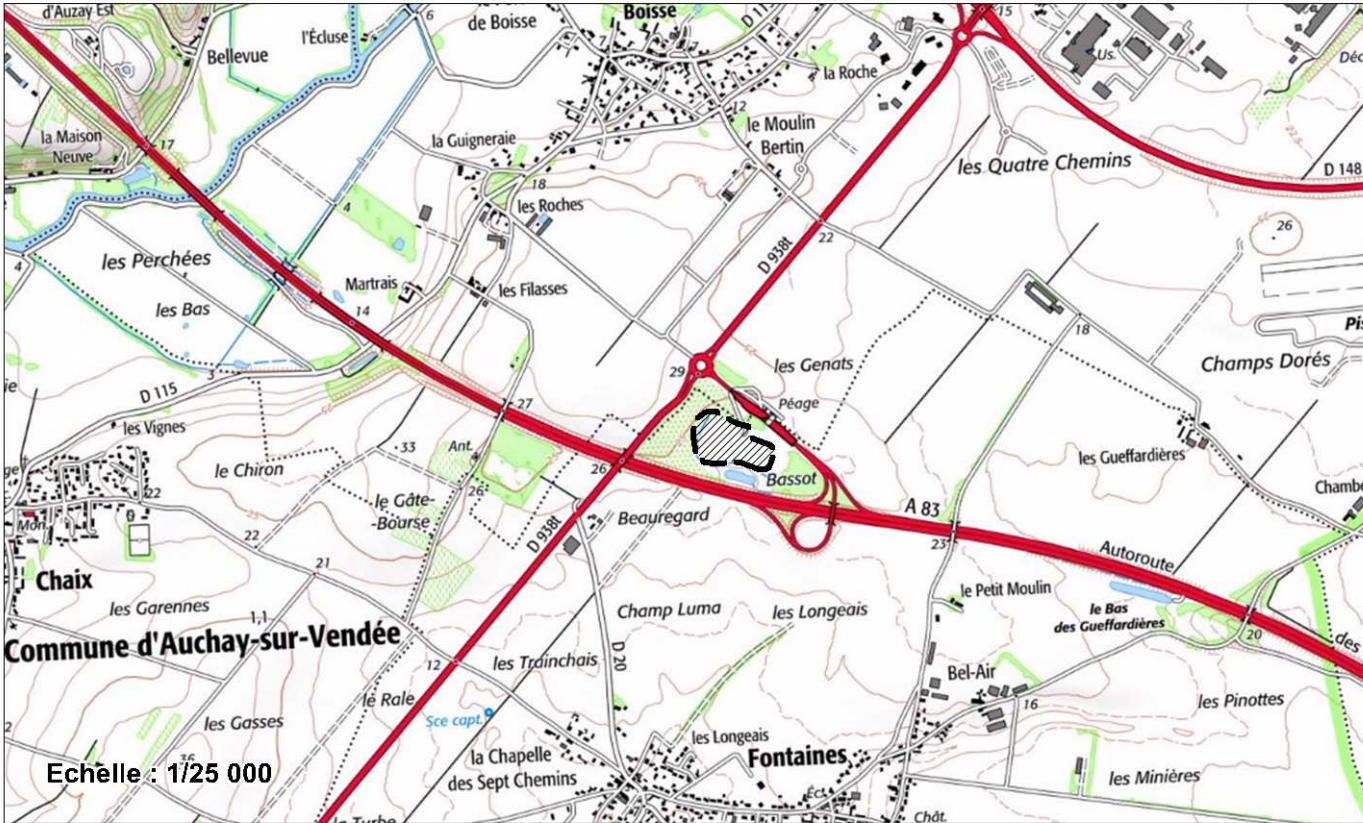 d'Auzay Est
6
de Boisse
Boisse
15
l'Écluse
Bellevue
Us.
la Roche
12
la Maison
Neuve
17
le Moulin
Bertin
la Guigneraie
les Quatre Chemins
D 148
18
les Roches
4
22
26
D 938t
les Perchées
4
Martrais
les Filasses
les Bas
14
18
Champs Dorés
3
29
les Genats
D 115
Péage
27
les Vignes
Ant.
33
le Chiron
26
les Gueffardières
Bassot
22
le Gâte-
-Bourse
26
Beauregard
A 83
D 938t
Mon.
22
23
Autoroute
Chaix
21
le Petit Moulin
les Garennes
1,1
Champ Luma
les Longeais
le Bas
des Gueffardières
20
des
Commune d'Auchay-sur-Vendée
12
les Trainchais
D 20
Bel-Air
le Rale
16
les Pinottes
les Gasses
Sce capt.
2
les Longeais
la Chapelle
des Sept Chemins
Fontaines
36
Echelle : 1/25 000
les Minières
Éc.
Chât.